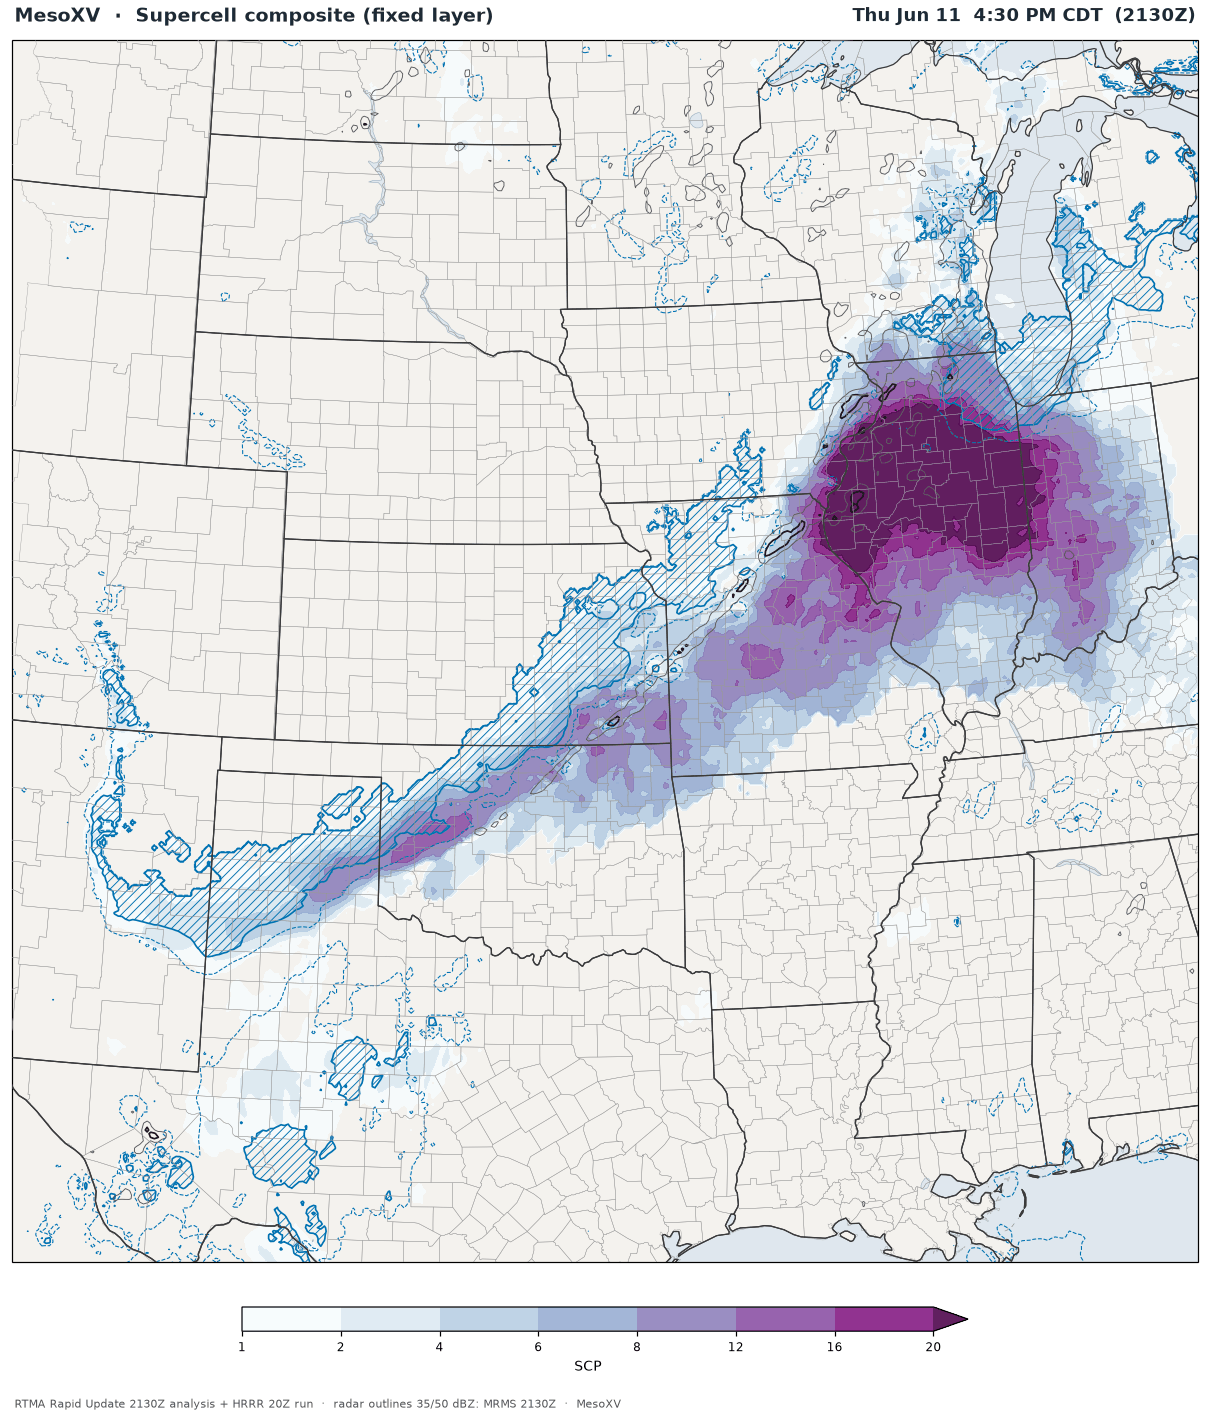 MesoXV · Supercell composite (fixed layer)
Thu Jun 11 4:30 PM CDT (2130Z)
1 2 4 6 8 12 16 20
SCP
RTMA Rapid Update 2130Z analysis + HRRR 20Z run · radar outlines 35/50 dBZ: MRMS 2130Z · MesoXV